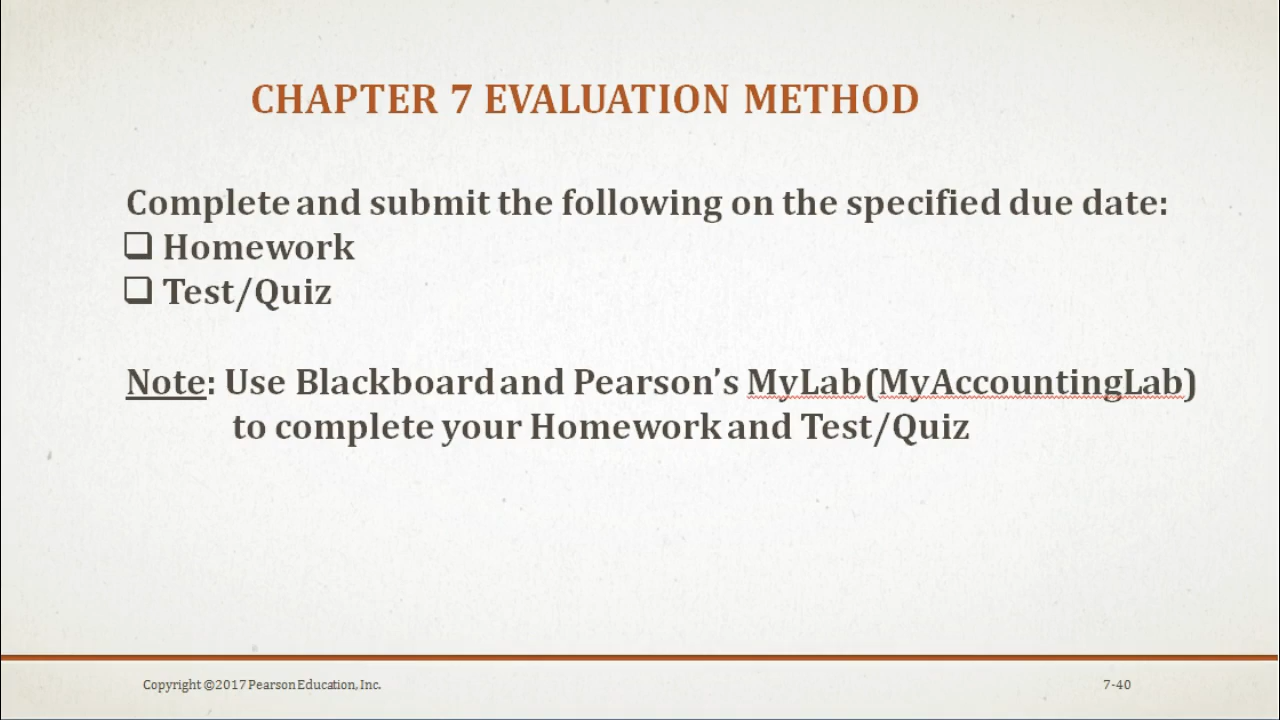 CHAPTER 7 EVALUATION METHOD
Complete and submit the following on the specified due date:
❑ Homework
❑ Test/Quiz
Note: Use Blackboard and Pearson’s MyLab(MyAccountingLab)
to complete your Homework and Test/Quiz
Copyright ©2017 Pearson Education, Inc.
7-40